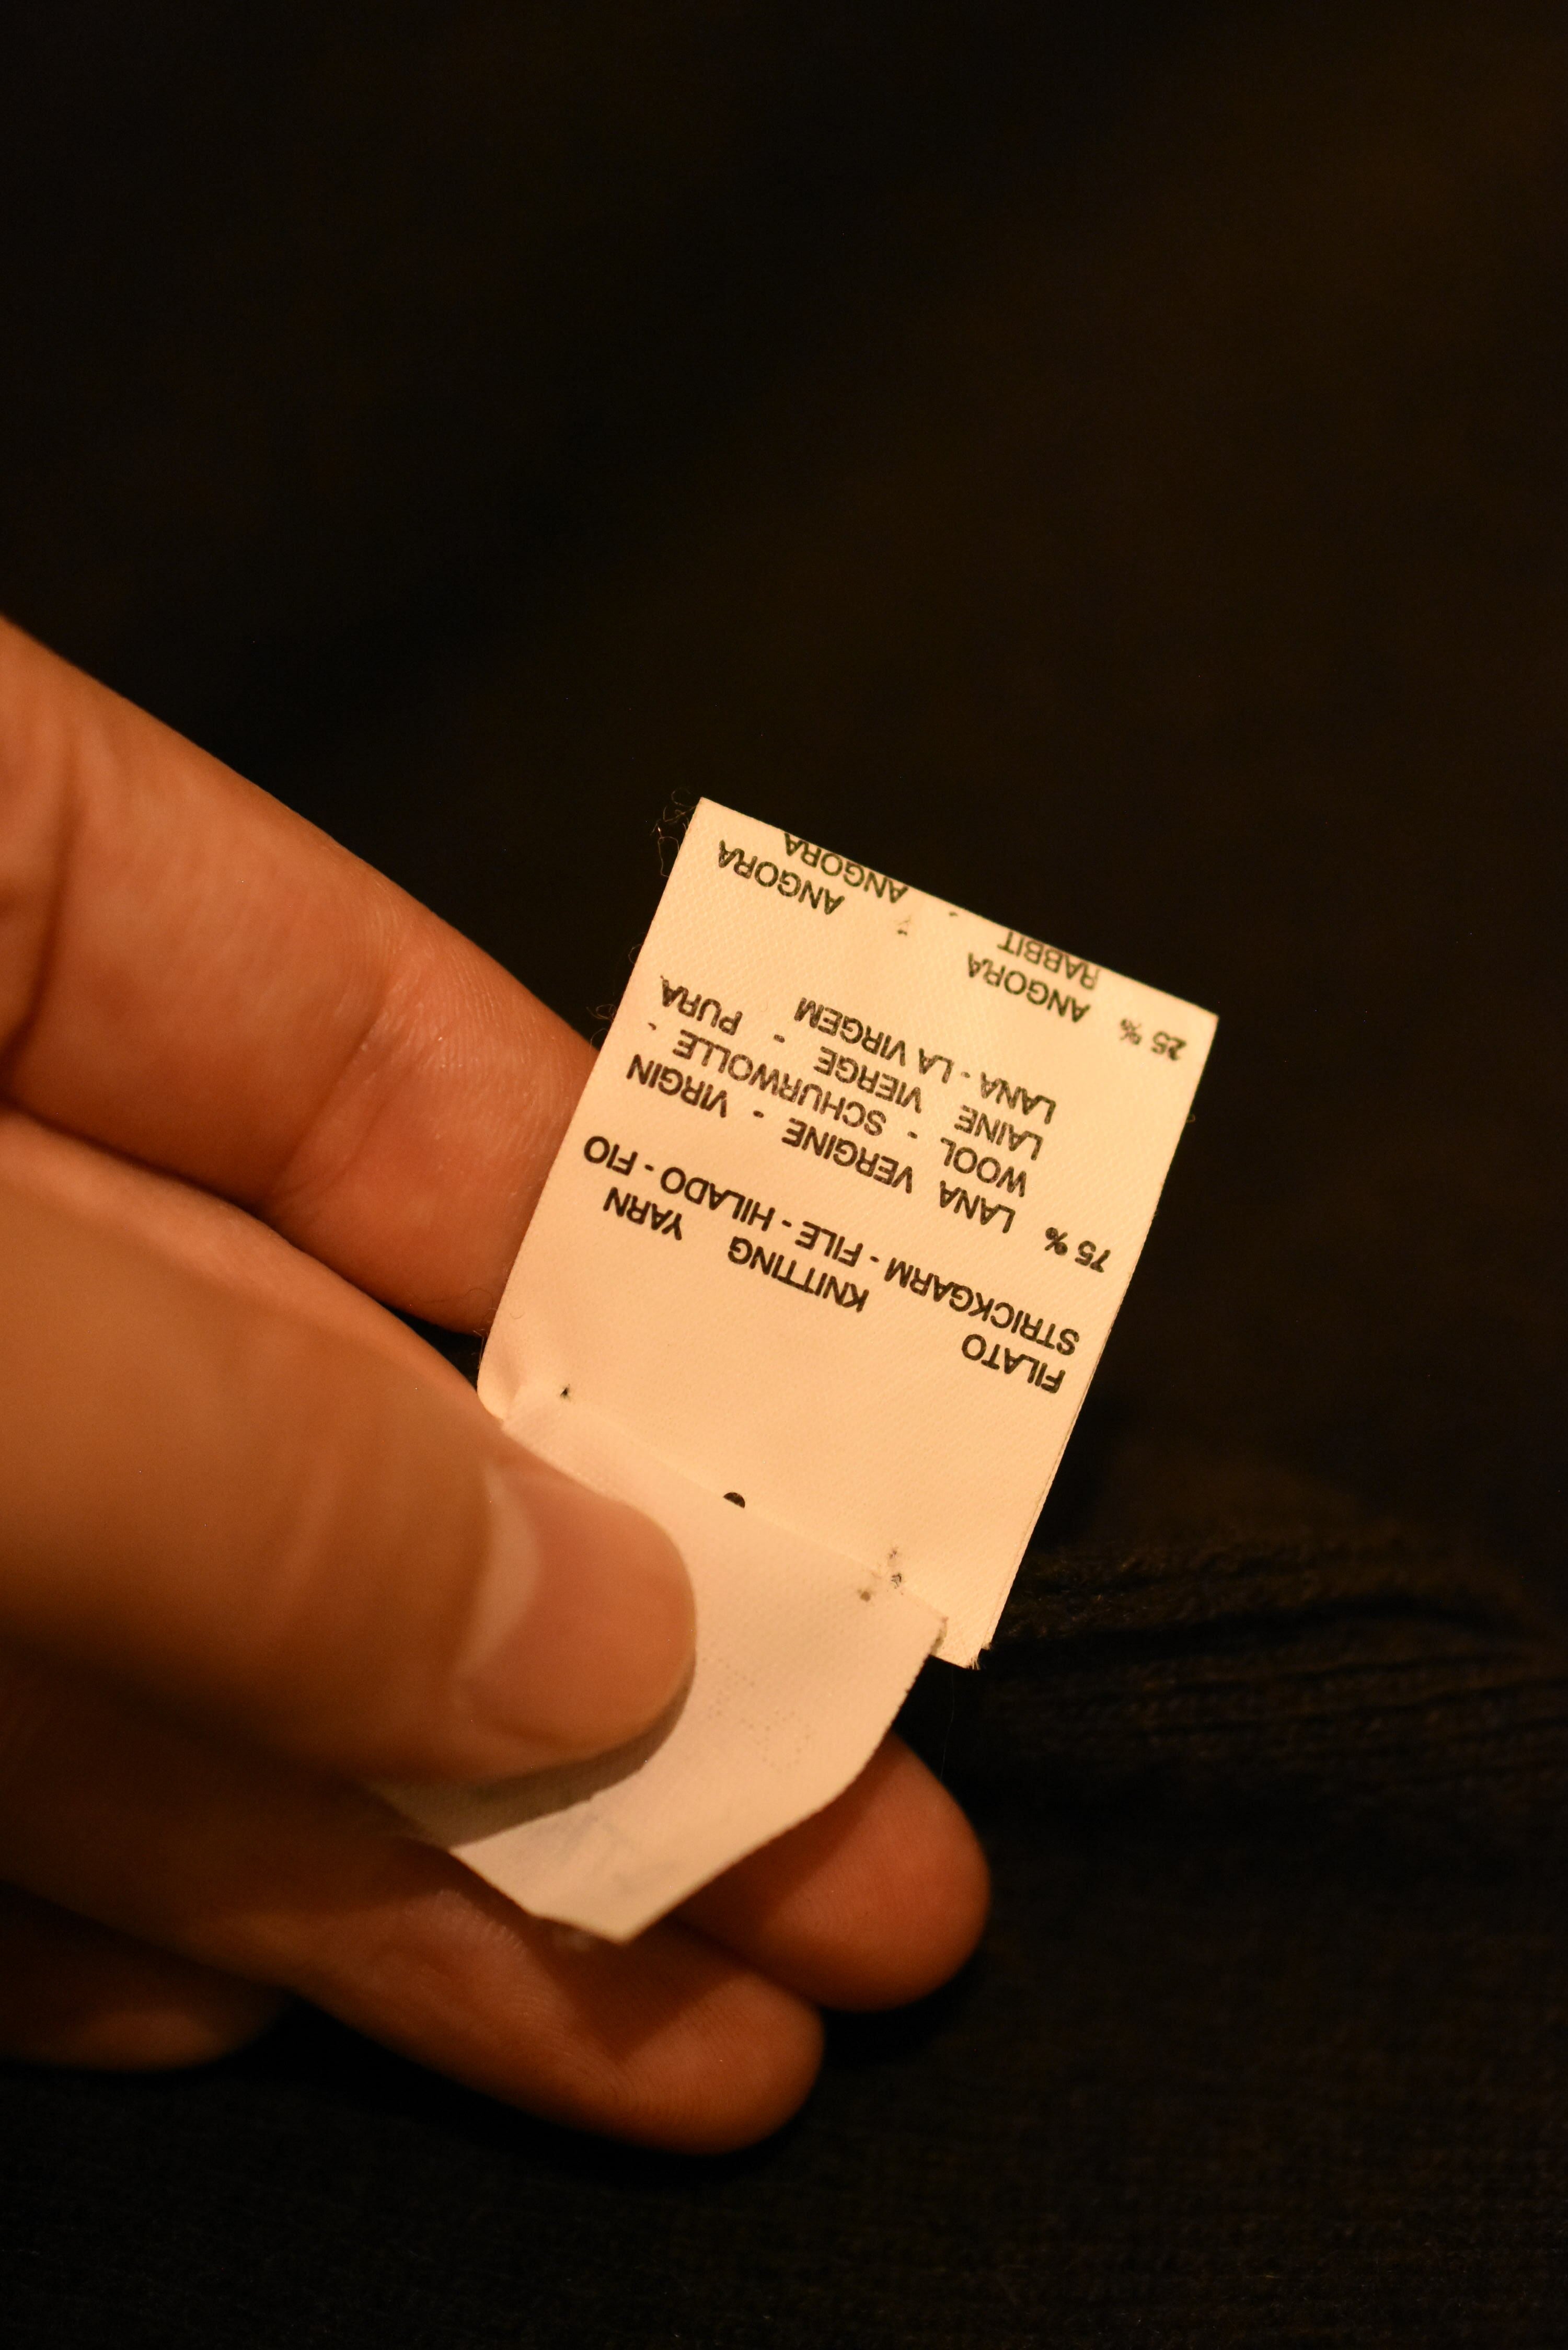 FILATO KNITTING YARN
STRICKGARM - FILE - HILADO - FIO
75 % LANA VERGINE - VIRGIN
WOOL - SCHURWOLLE -
LAINE VIERGE - PURA
LANA - LA VIRGEM
25 % ANGORA - ANGORA
RABBIT - ANGORA